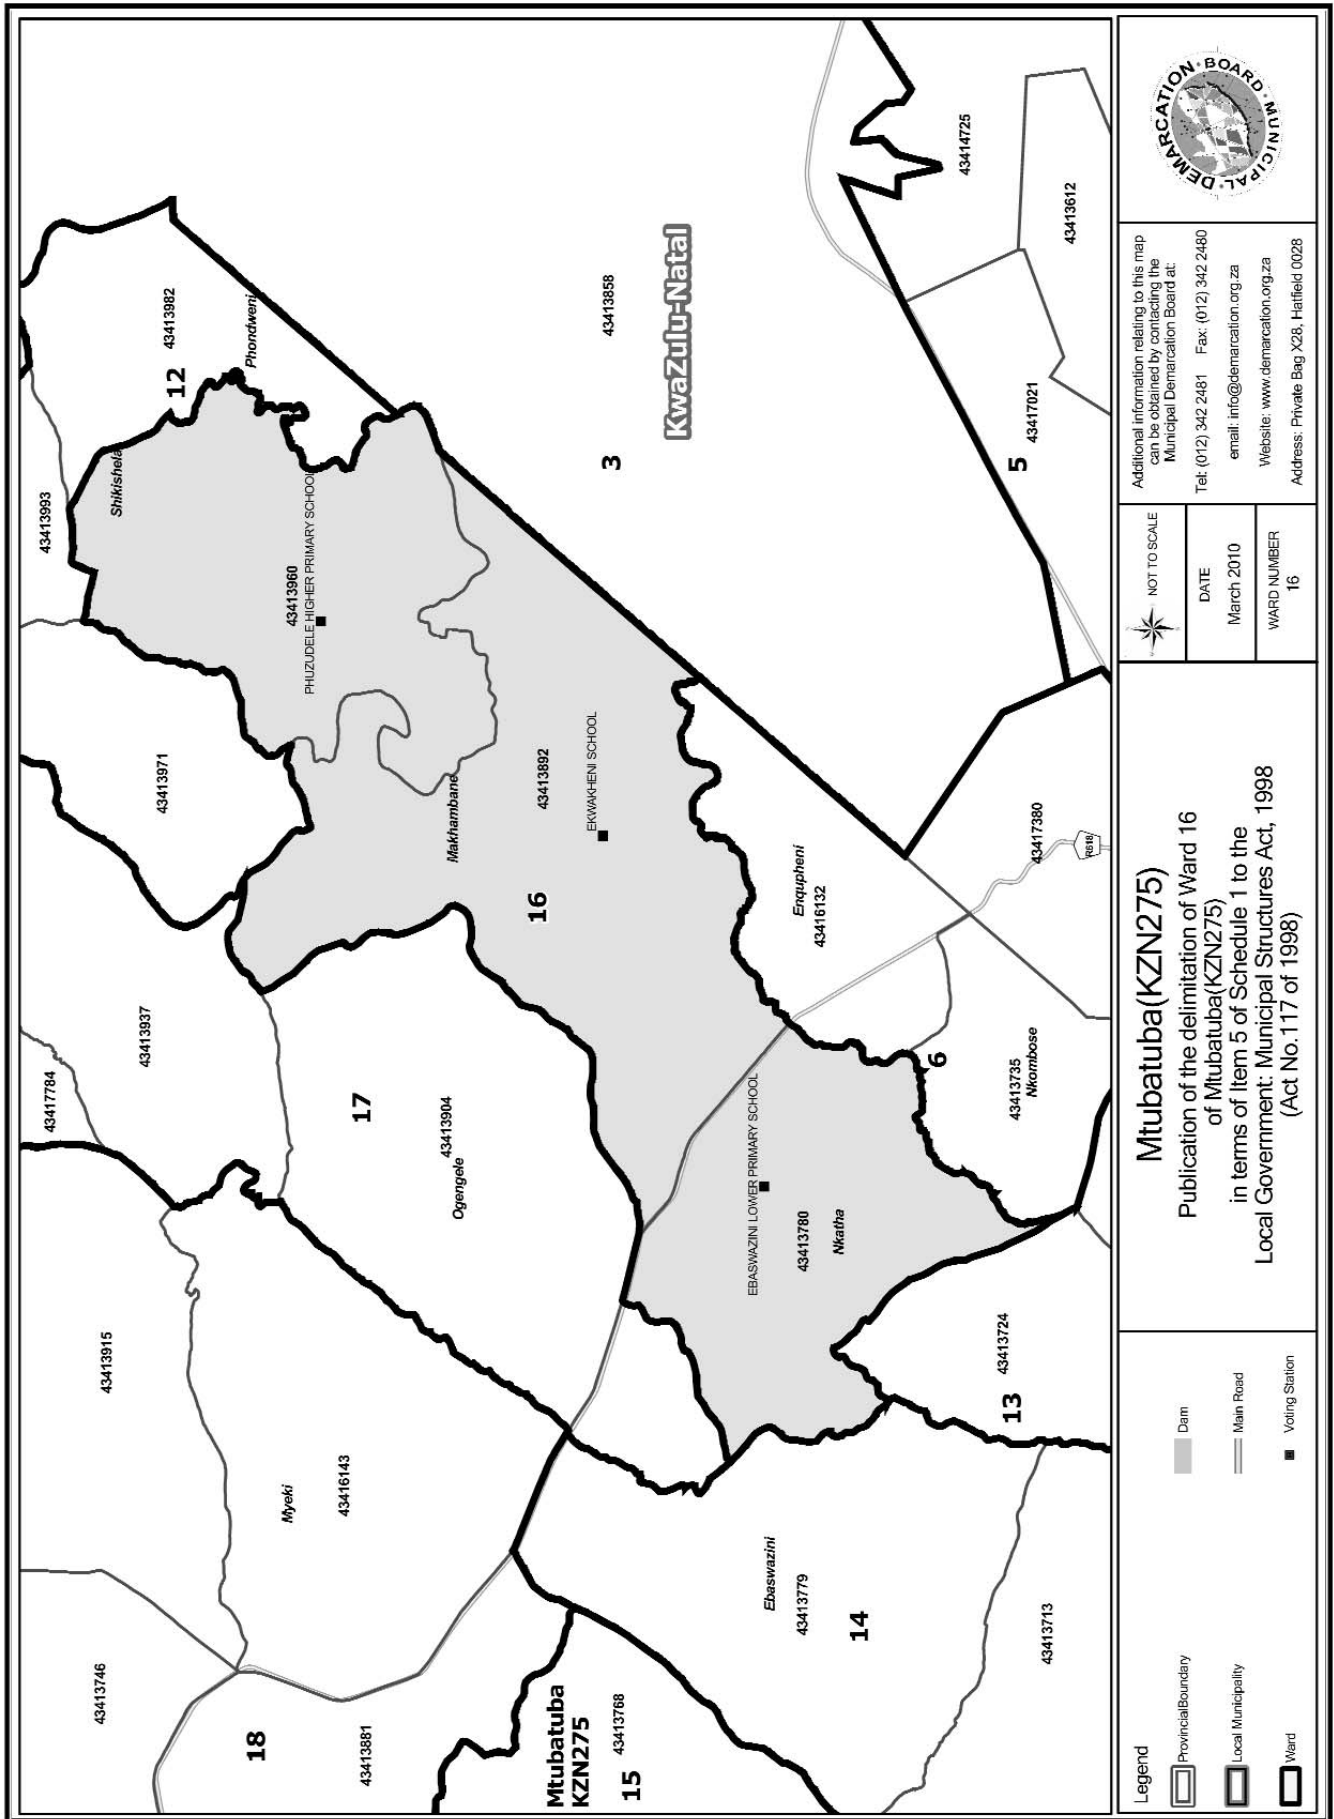 43413746
43413915
43417784
43413937
43413971
43413993
43413982
12
Phondweni
Shikishela
43413960
PHUZUDELE HIGHER PRIMARY SCHOOL
18
43413881
Myeki
43416143
17
43413904
Ogengele
Makhambane
43413892
EKWAKHENI SCHOOL
16
43413858
3
KwaZulu-Natal
Mtubatuba
KZN275
43413768
15
Ebaswazini
43413779
14
EBASWAZINI LOWER PRIMARY SCHOOL
43413780
Nkatha
Enqupheni
43416132
6
43413735
Nkombose
43413724
13
43413713
43417380
R618
5
43417021
43414725
43413612
Legend
ProvincialBoundary
Local Municipality
Ward
Dam
Main Road
Voting Station
Mtubatuba(KZN275)
Publication of the delimitation of Ward 16
of Mtubatuba(KZN275)
in terms of Item 5 of Schedule 1 to the
Local Government: Municipal Structures Act, 1998
(Act No.117 of 1998)
NOT TO SCALE
DATE
March 2010
WARD NUMBER
16
Additional information relating to this map
can be obtained by contacting the
Municipal Demarcation Board at:
Tel: (012) 342 2481 Fax: (012) 342 2480
email: info@demarcation.org.za
Website: www.demarcation.org.za
Address: Private Bag X28, Hatfield 0028
MUNICIPAL DEMARCATION BOARD